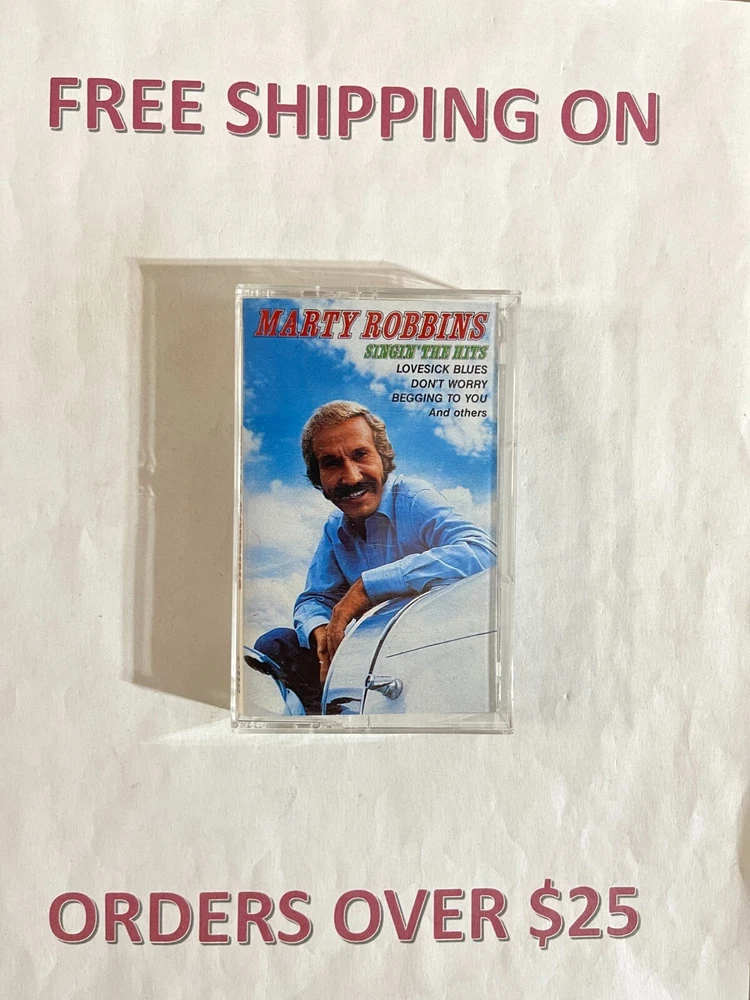 FREE SHIPPING ON
MARTY ROBBINS
SINGIN' THE HITS
LOVESICK BLUES
DON'T WORRY
BEGGING TO YOU
And others
ORDERS OVER $25